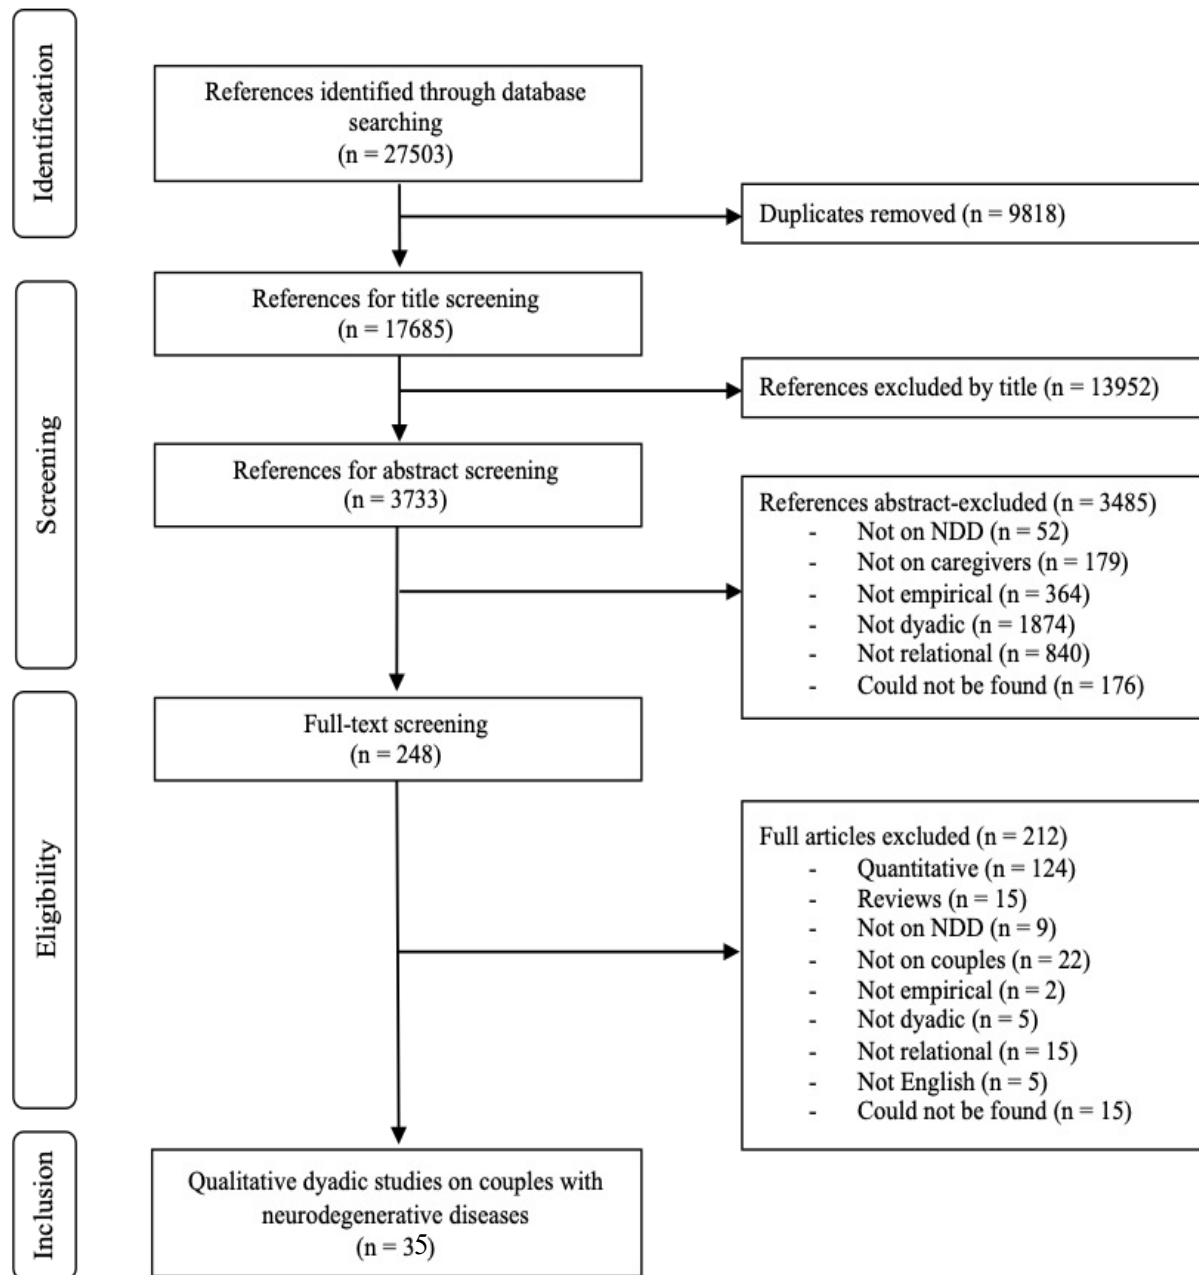 Identification
References identified through database
searching
(n = 27503)
Duplicates removed (n = 9818)
Screening
References for title screening
(n = 17685)
References excluded by title (n = 13952)
References for abstract screening
(n = 3733)
References abstract-excluded (n = 3485)
- Not on NDD (n = 52)
- Not on caregivers (n = 179)
- Not empirical (n = 364)
- Not dyadic (n = 1874)
- Not relational (n = 840)
- Could not be found (n = 176)
Eligibility
Full-text screening
(n = 248)
Full articles excluded (n = 212)
- Quantitative (n = 124)
- Reviews (n = 15)
- Not on NDD (n = 9)
- Not on couples (n = 22)
- Not empirical (n = 2)
- Not dyadic (n = 5)
- Not relational (n = 15)
- Not English (n = 5)
- Could not be found (n = 15)
Inclusion
Qualitative dyadic studies on couples with
neurodegenerative diseases
(n = 35)